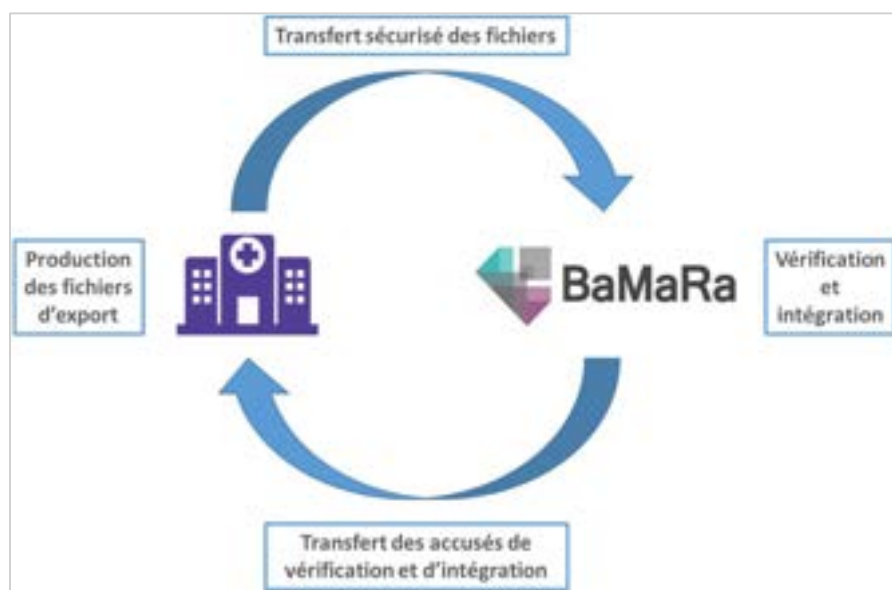 Transfert sécurisé des fichiers
Production
des fichiers
d'export
BaMaRa
Vérification
et
intégration
Transfert des accusés de
vérification et d'intégration